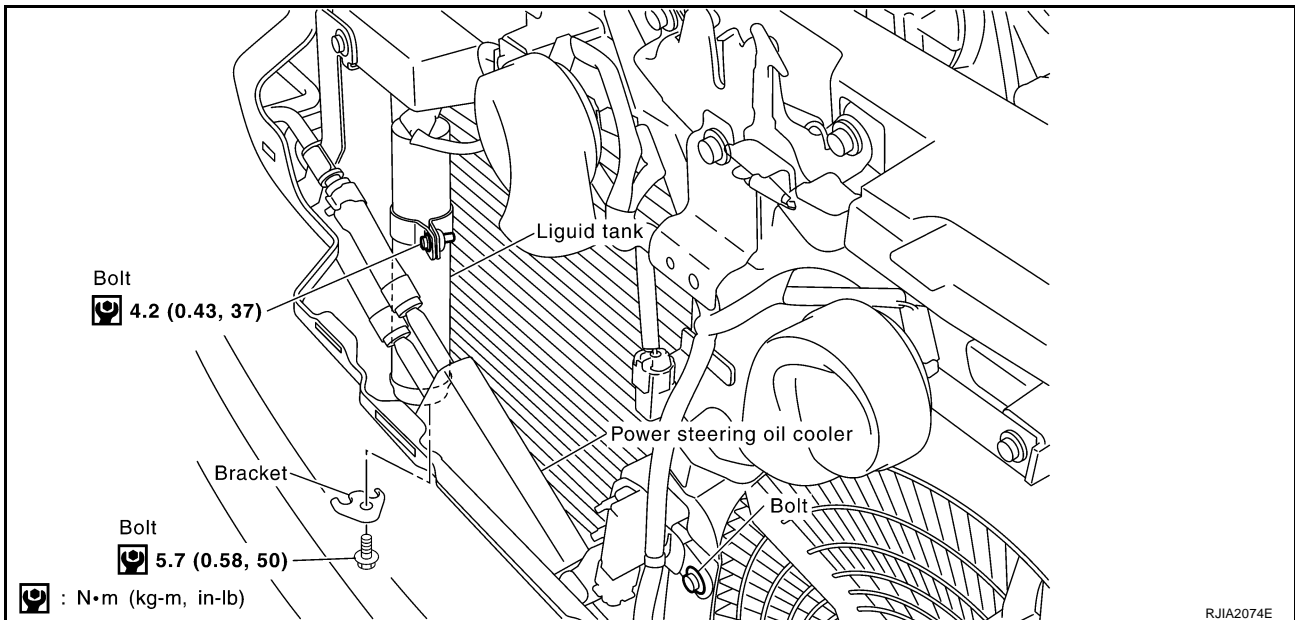 Liguid tank
Bolt
4.2 (0.43, 37)
Power steering oil cooler
Bracket
Bolt
Bolt
5.7 (0.58, 50)
: N•m (kg-m, in-lb)
RJIA2074E